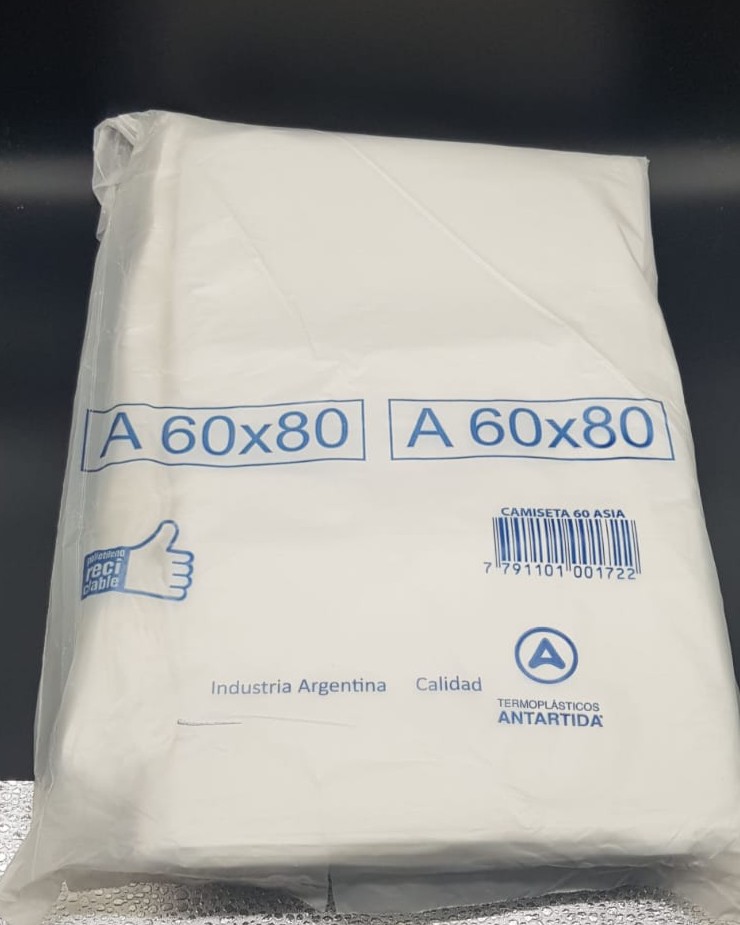 A 60x80 A 60x80
CAMISETA 60 ASIA
7 791101 001722
polietileno
reci
clable
Industria Argentina Calidad
A
TERMOPLÁSTICOS
ANTARTIDA